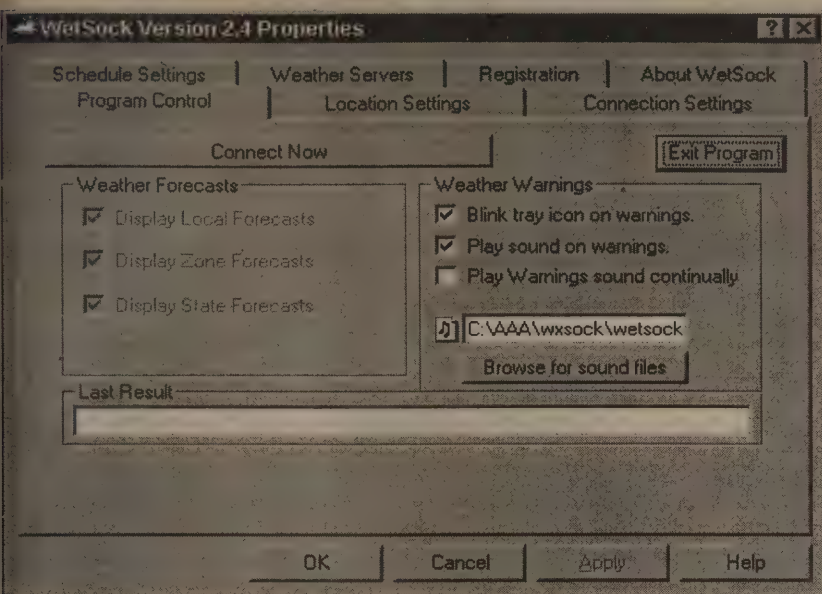 WetSock Version 2.4 Properties
Schedule Settings
Weather Servers
Registration
About WetSock
Program Control
Location Settings
Connection Settings
Connect Now
Exit Program
Weather Forecasts
Display Local Forecasts
Display Zone Forecasts
Display State Forecasts
Weather Warnings
Blink tray icon on warnings.
Play sound on warnings.
Play Warnings sound continually
C:\AAA\wxsock\wetsock
Browse for sound files
Last Result
OK
Cancel
Apply
Help